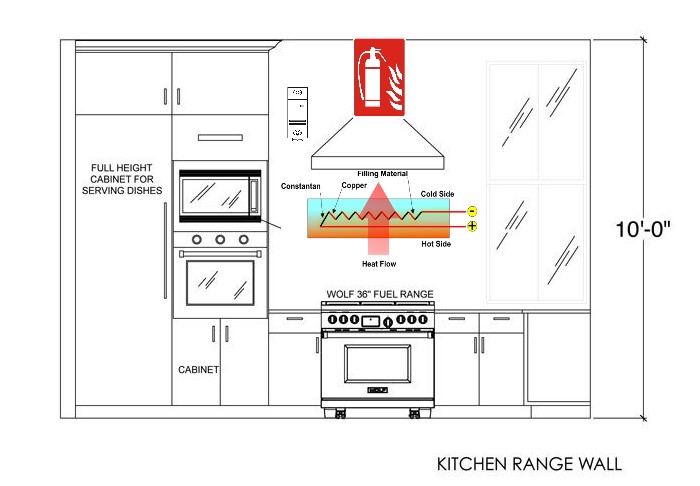 FULL HEIGHT
CABINET FOR
SERVING DISHES
Filling Material
Constantan
Copper
Cold Side
-
+
Hot Side
Heat Flow
10'-0"
WOLF 36" FUEL RANGE
WOLF
CABINET
KITCHEN RANGE WALL